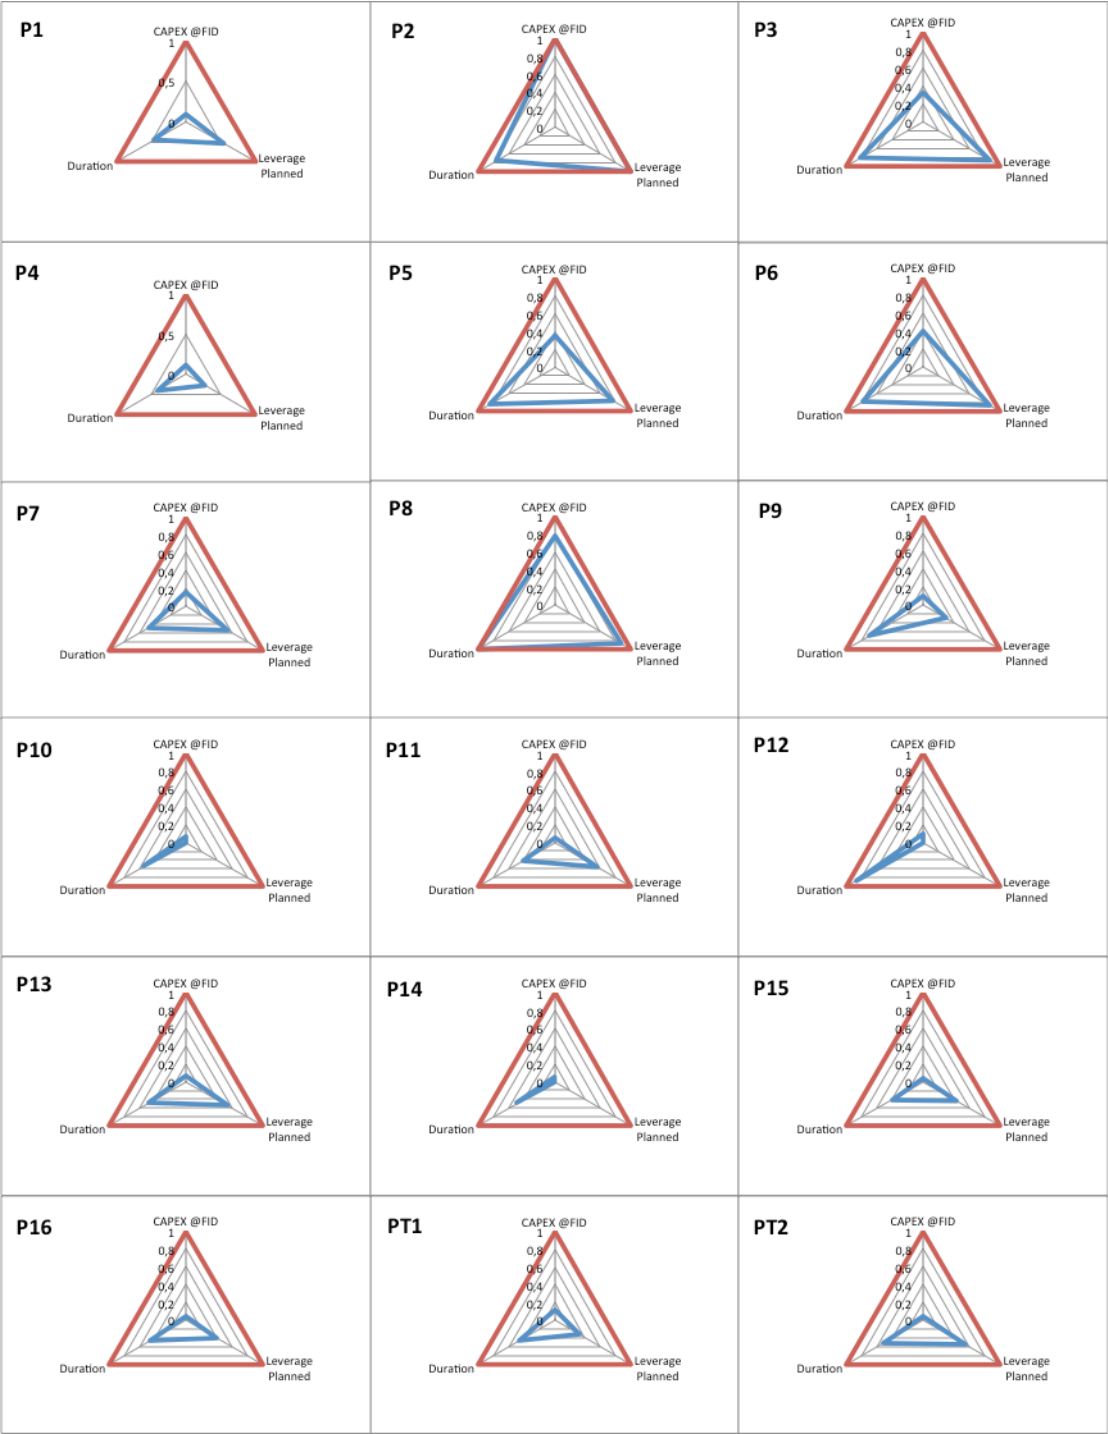 P1
CAPEX @FID
1
0,5
0
Duration
Leverage
Planned
P2
CAPEX @FID
1
0,8
0,6
0,4
0,2
0
Duration
Leverage
Planned
P3
CAPEX @FID
1
0,8
0,6
0,4
0,2
0
Duration
Leverage
Planned
P4
CAPEX @FID
1
0,5
0
Duration
Leverage
Planned
P5
CAPEX @FID
1
0,8
0,6
0,4
0,2
0
Duration
Leverage
Planned
P6
CAPEX @FID
1
0,8
0,6
0,4
0,2
0
Duration
Leverage
Planned
P7
CAPEX @FID
1
0,8
0,6
0,4
0,2
0
Duration
Leverage
Planned
P8
CAPEX @FID
1
0,8
0,6
0,4
0,2
0
Duration
Leverage
Planned
P9
CAPEX @FID
1
0,8
0,6
0,4
0,2
0
Duration
Leverage
Planned
P10
CAPEX @FID
1
0,8
0,6
0,4
0,2
0
Duration
Leverage
Planned
P11
CAPEX @FID
1
0,8
0,6
0,4
0,2
0
Duration
Leverage
Planned
P12
CAPEX @FID
1
0,8
0,6
0,4
0,2
0
Duration
Leverage
Planned
P13
CAPEX @FID
1
0,8
0,6
0,4
0,2
0
Duration
Leverage
Planned
P14
CAPEX @FID
1
0,8
0,6
0,4
0,2
0
Duration
Leverage
Planned
P15
CAPEX @FID
1
0,8
0,6
0,4
0,2
0
Duration
Leverage
Planned
P16
CAPEX @FID
1
0,8
0,6
0,4
0,2
0
Duration
Leverage
Planned
PT1
CAPEX @FID
1
0,8
0,6
0,4
0,2
0
Duration
Leverage
Planned
PT2
CAPEX @FID
1
0,8
0,6
0,4
0,2
0
Duration
Leverage
Planned